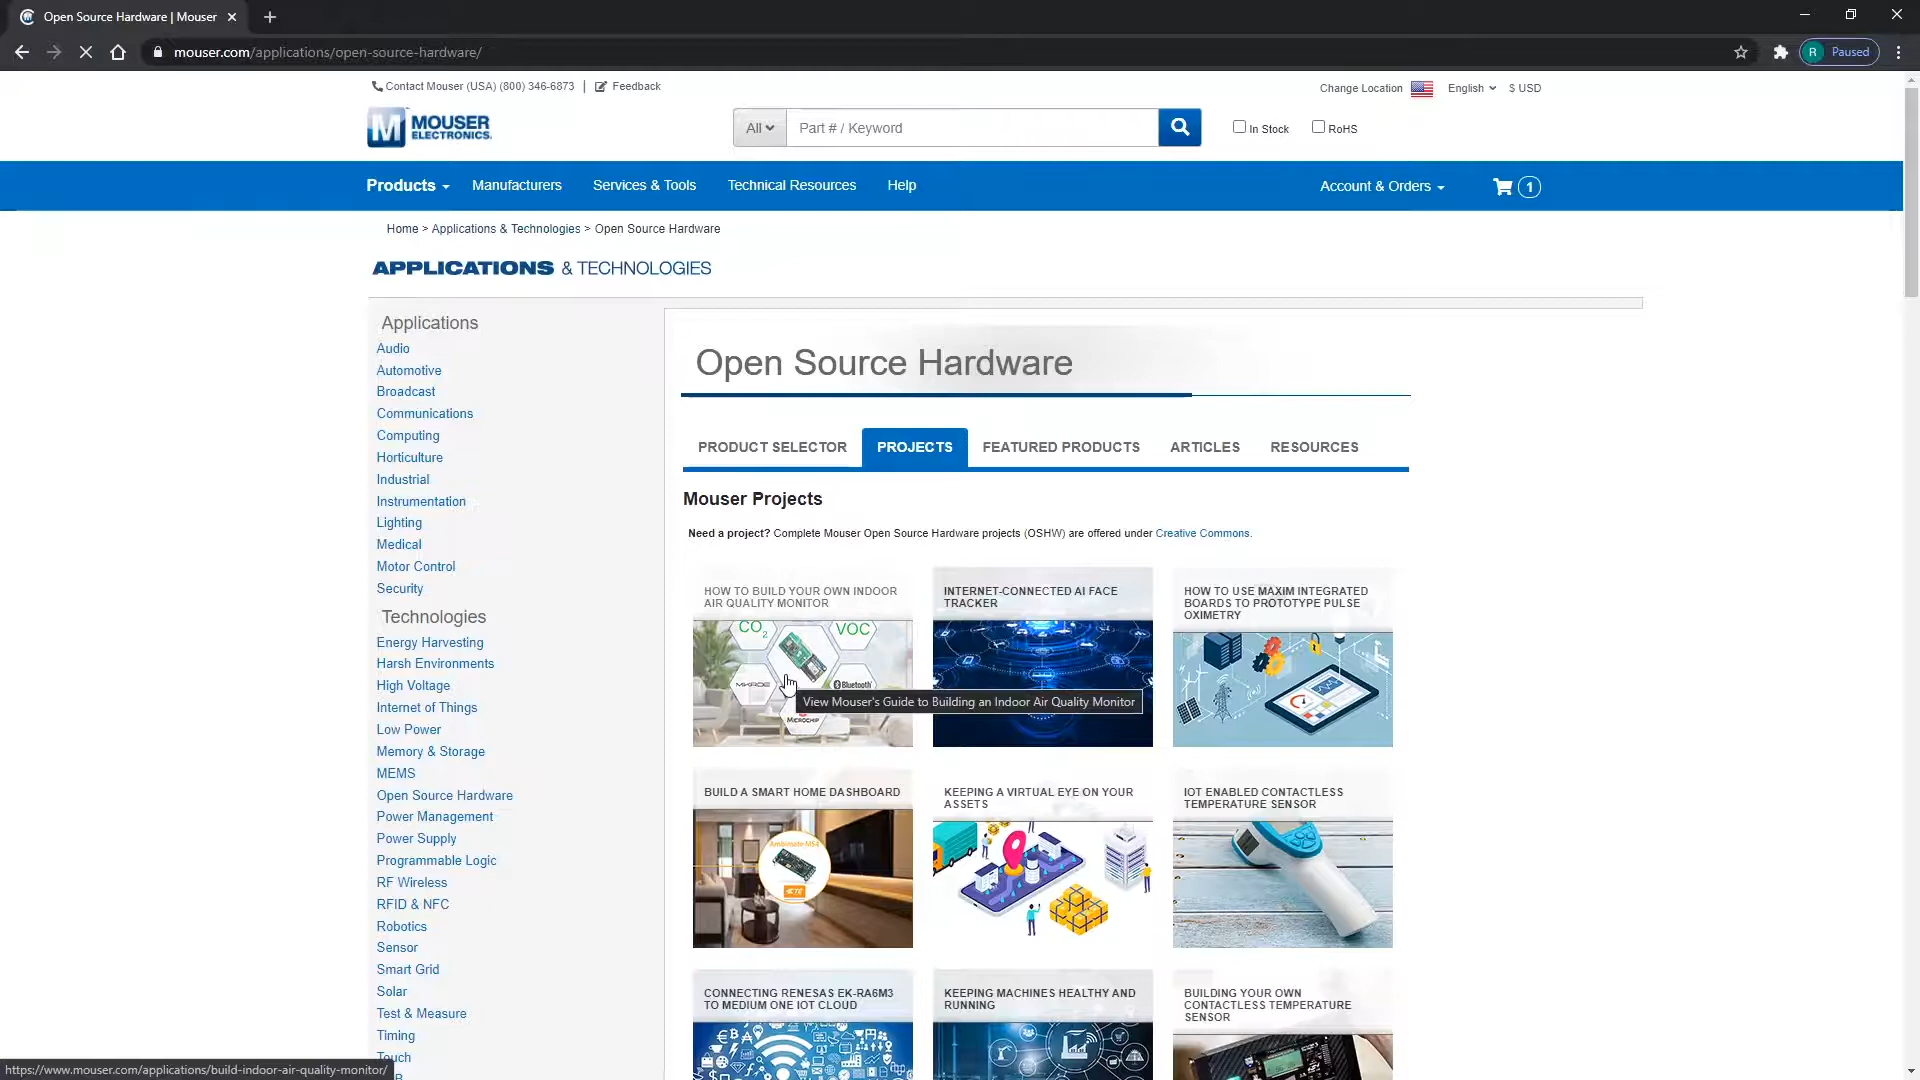 Open Source Hardware | Mouser
mouser.com/applications/open-source-hardware/
R Paused
Contact Mouser (USA) (800) 346-6873 | Feedback
Change Location English $ USD
M MOUSER
ELECTRONICS.
All Part # / Keyword
In Stock RoHS
Products Manufacturers Services & Tools Technical Resources Help
Account & Orders 1
Home > Applications & Technologies > Open Source Hardware
APPLICATIONS & TECHNOLOGIES
Applications
Audio
Automotive
Broadcast
Communications
Computing
Horticulture
Industrial
Instrumentation
Lighting
Medical
Motor Control
Security
Technologies
Energy Harvesting
Harsh Environments
High Voltage
Internet of Things
Low Power
Memory & Storage
MEMS
Open Source Hardware
Power Management
Power Supply
Programmable Logic
RF Wireless
RFID & NFC
Robotics
Sensor
Smart Grid
Solar
Test & Measure
Timing
Touch
https://www.mouser.com/applications/build-indoor-air-quality-monitor/
Open Source Hardware
PRODUCT SELECTOR PROJECTS FEATURED PRODUCTS ARTICLES RESOURCES
Mouser Projects
Need a project? Complete Mouser Open Source Hardware projects (OSHW) are offered under Creative Commons.
HOW TO BUILD YOUR OWN INDOOR
AIR QUALITY MONITOR
CO2 VOC
MIKROE Bluetooth
MICROCHIP
View Mouser's Guide to Building an Indoor Air Quality Monitor
INTERNET-CONNECTED AI FACE
TRACKER
HOW TO USE MAXIM INTEGRATED
BOARDS TO PROTOTYPE PULSE
OXIMETRY
BUILD A SMART HOME DASHBOARD
Ambimate MS4
TE
KEEPING A VIRTUAL EYE ON YOUR
ASSETS
IOT ENABLED CONTACTLESS
TEMPERATURE SENSOR
CONNECTING RENESAS EK-RA6M3
TO MEDIUM ONE IOT CLOUD
KEEPING MACHINES HEALTHY AND
RUNNING
BUILDING YOUR OWN
CONTACTLESS TEMPERATURE
SENSOR